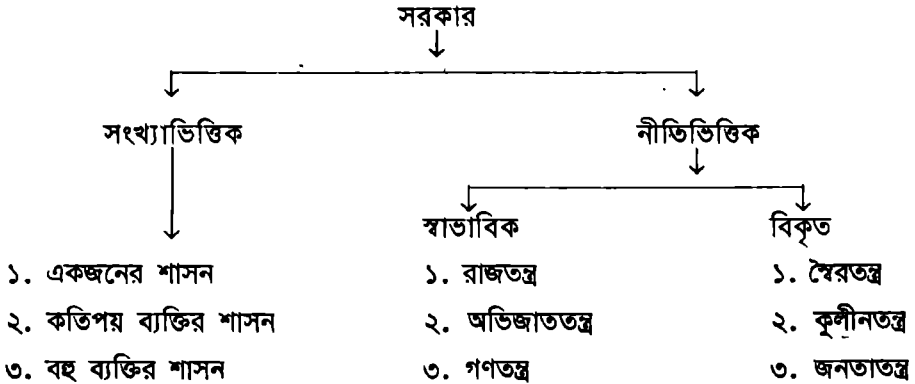 সরকার
সংখ্যাভিত্তিক নীতিভিত্তিক
স্বাভাবিক বিকৃত
১. একজনের শাসন ১. রাজতন্ত্র ১. স্বৈরতন্ত্র
২. কতিপয় ব্যক্তির শাসন ২. অভিজাততন্ত্র ২. কুলীনতন্ত্র
৩. বহু ব্যক্তির শাসন ৩. গণতন্ত্র ৩. জনতাতন্ত্র